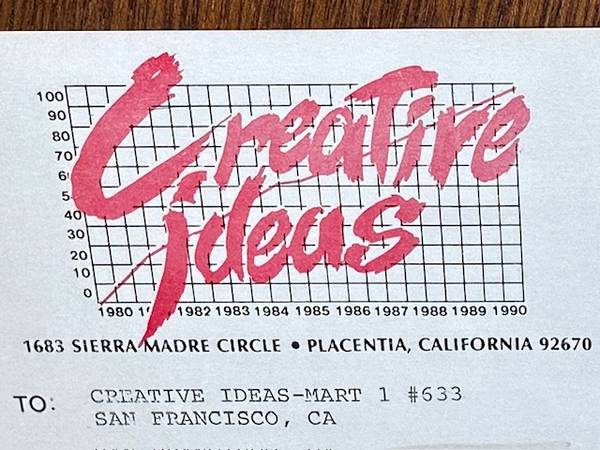 Creative
ideas
100
90
80
70
40
30
20
10
0
1980 1982 1983 1984 1985 1986 1987 1988 1989 1990
1683 SIERRA MADRE CIRCLE • PLACENTIA, CALIFORNIA 92670
TO: CREATIVE IDEAS-MART 1 #633
SAN FRANCISCO, CA